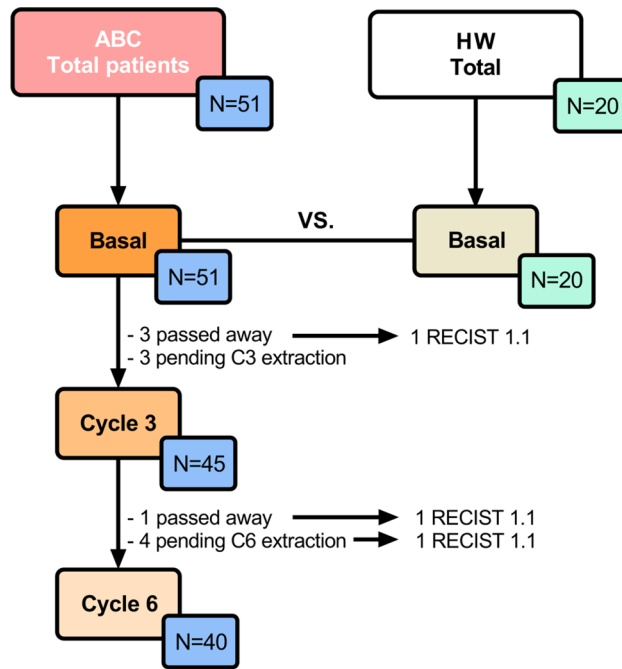 ABC
Total patients
N=51
HW
Total
N=20
Basal
N=51
VS.
Basal
N=20
- 3 passed away
1 RECIST 1.1
- 3 pending C3 extraction
Cycle 3
N=45
- 1 passed away
1 RECIST 1.1
- 4 pending C6 extraction
1 RECIST 1.1
Cycle 6
N=40